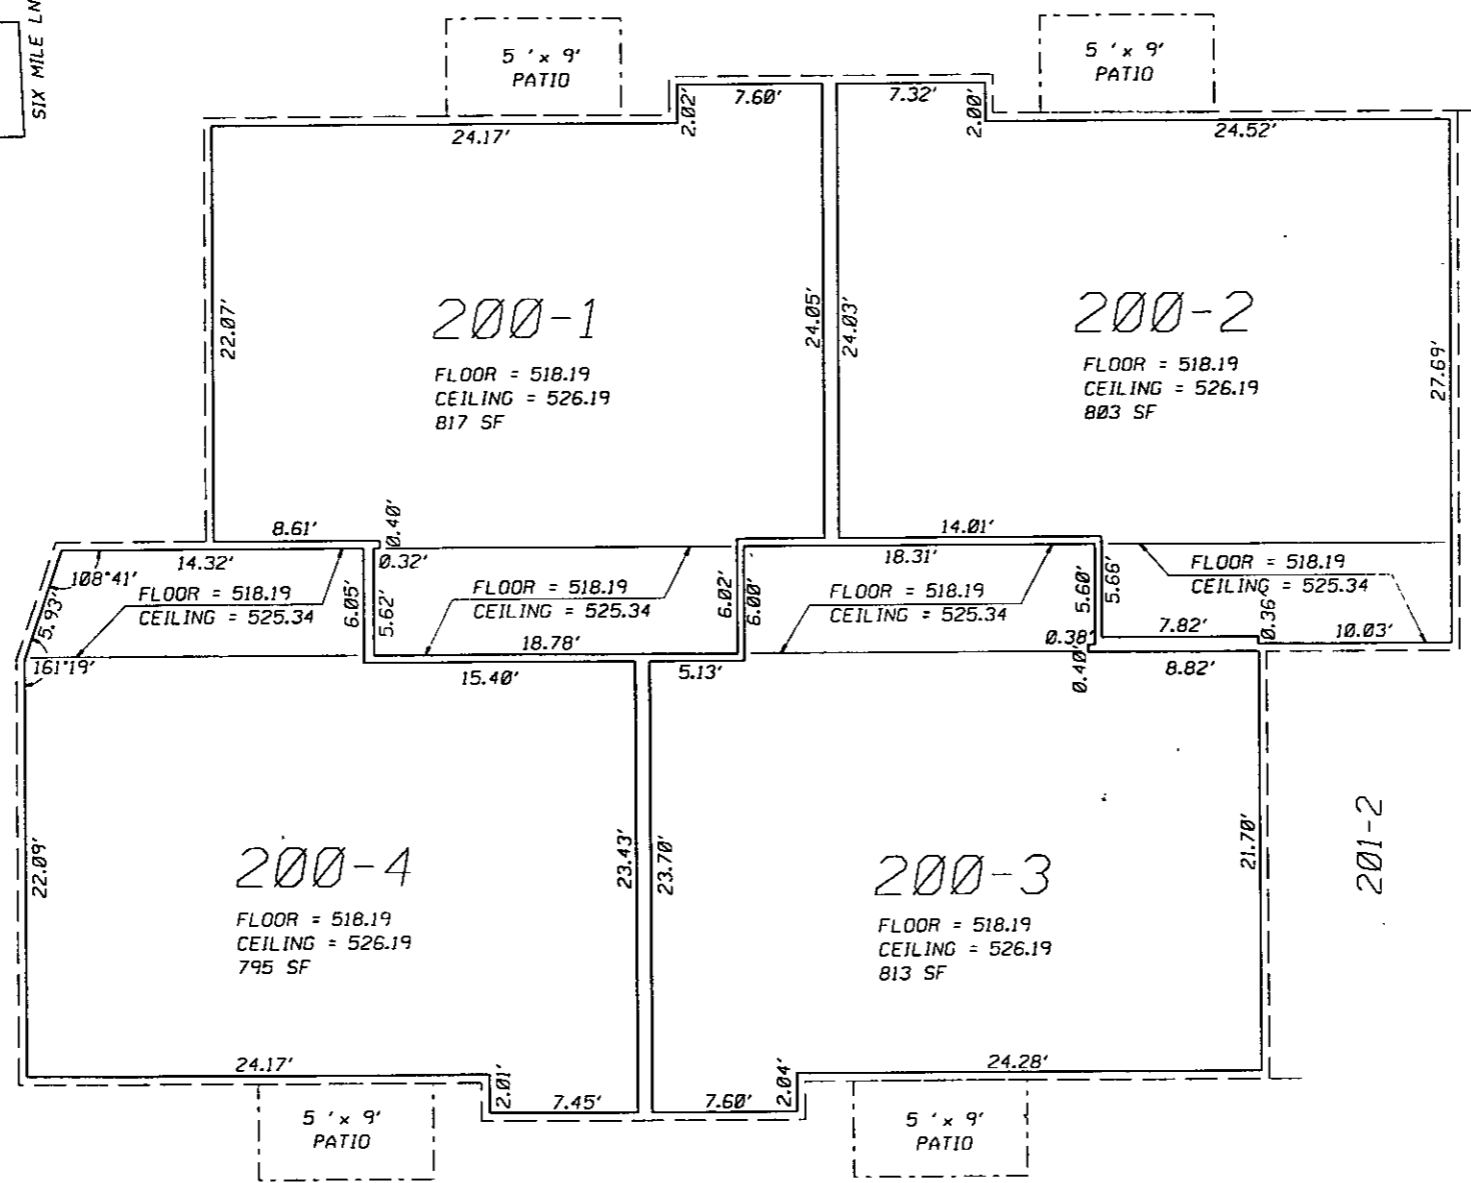 SIX MILE LN
5 'x 9'
PATIO
5 'x 9'
PATIO
7.60'
7.32'
2.02'
2.00'
24.17'
24.52'
200-1
FLOOR = 518.19
CEILING = 526.19
817 SF
200-2
FLOOR = 518.19
CEILING = 526.19
803 SF
22.07'
24.05'
24.03'
27.69'
8.61'
0.40'
14.01'
14.32'
0.32'
18.31'
108°41'
5.93'
161°19'
FLOOR = 518.19
CEILING = 525.34
6.05'
5.62'
FLOOR = 518.19
CEILING = 525.34
6.02'
6.00'
FLOOR = 518.19
CEILING = 525.34
5.60'
5.66'
FLOOR = 518.19
CEILING = 525.34
0.36'
18.78'
0.38'
7.82'
10.03'
15.40'
5.13'
0.40'
8.82'
22.09'
23.43'
23.70'
21.70'
201-2
200-4
FLOOR = 518.19
CEILING = 526.19
795 SF
200-3
FLOOR = 518.19
CEILING = 526.19
813 SF
24.17'
24.28'
2.01'
2.04'
7.45'
7.60'
5 'x 9'
PATIO
5 'x 9'
PATIO